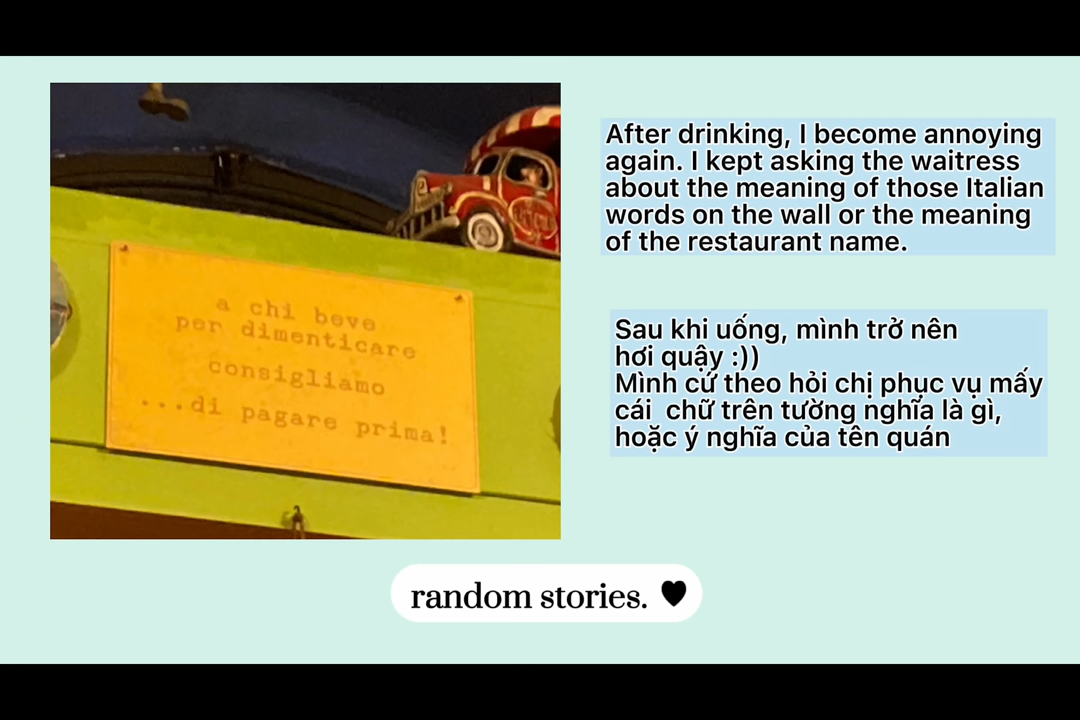 a chi beve
per dimenticare
consigliamo
...di pagare prima!
After drinking, I become annoying
again. I kept asking the waitress
about the meaning of those Italian
words on the wall or the meaning
of the restaurant name.
Sau khi uống, mình trở nên
hơi quậy :))
Mình cứ theo hỏi chị phục vụ mấy
cái  chữ trên tường nghĩa là gì,
hoặc ý nghĩa của tên quán
random stories. ♥